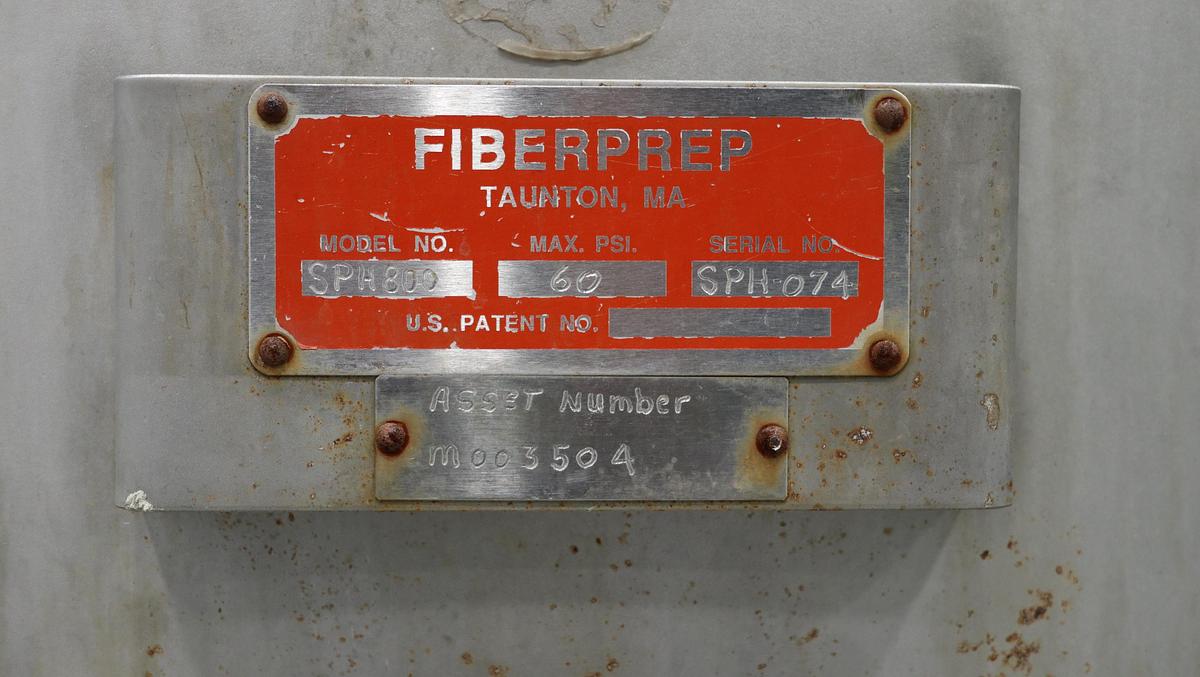 FIBERPREP
TAUNTON, MA
MODEL NO. MAX. PSI. SERIAL NO.
SPH800 60 SPH-074
U.S. PATENT NO.
ASSET Number
m003504